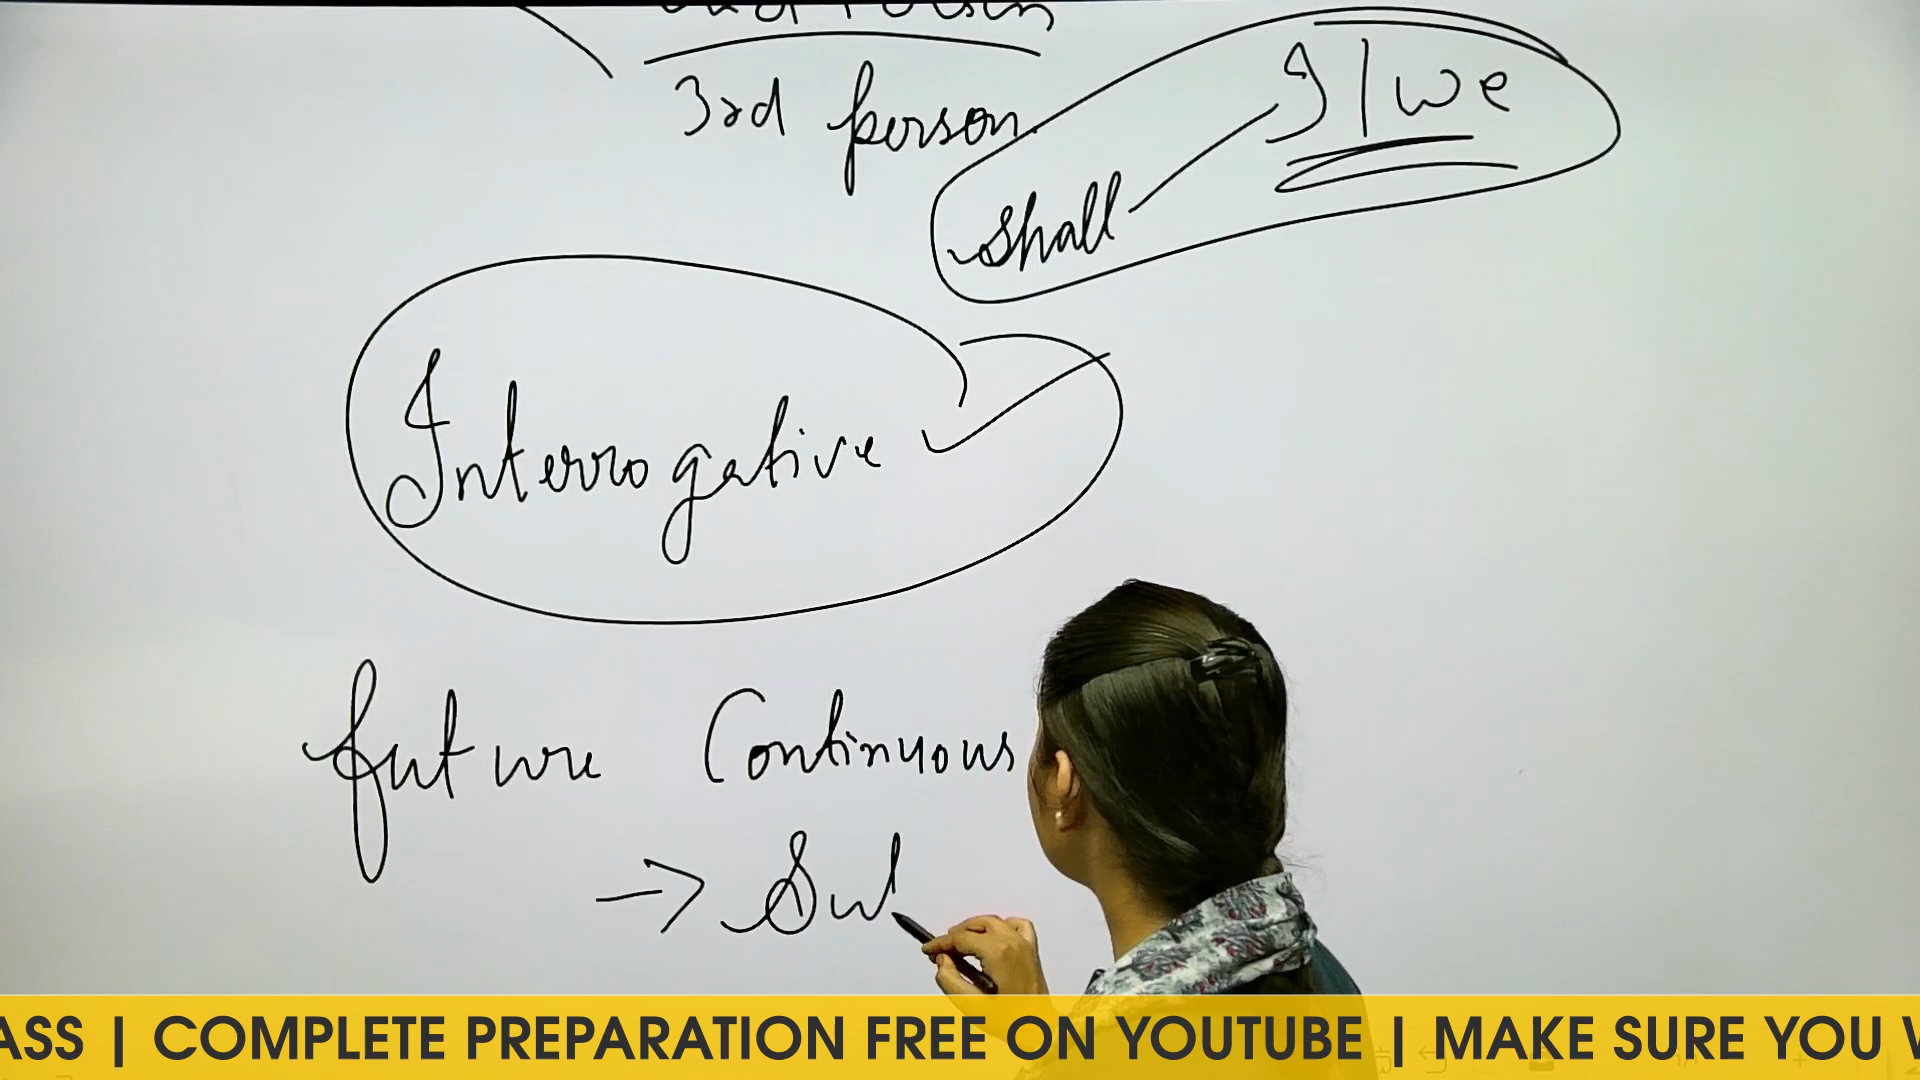 3rd person
I | we
shall
Interrogative
future Continuous
→ Sub
ASS | COMPLETE PREPARATION FREE ON YOUTUBE | MAKE SURE YOU W